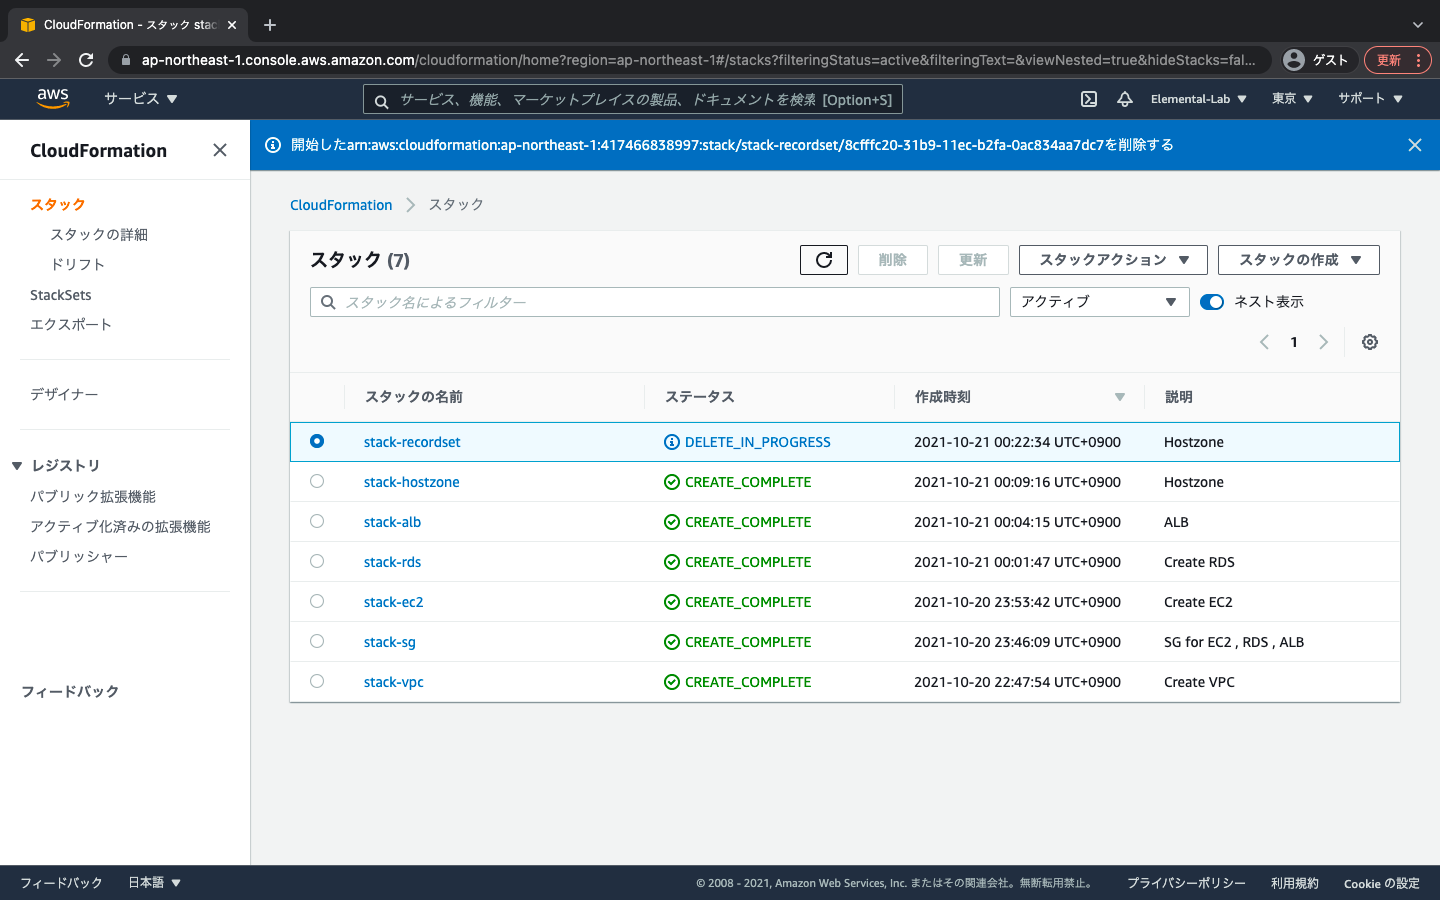 CloudFormation - スタック stac
ap-northeast-1.console.aws.amazon.com/cloudformation/home?region=ap-northeast-1#/stacks?filteringStatus=active&filteringText=&viewNested=true&hideStacks=fal...
ゲスト
更新
aws
サービス
サービス、機能、マーケットプレイスの製品、ドキュメントを検索 [Option+S]
Elemental-Lab
東京
サポート
CloudFormation
開始したarn:aws:cloudformation:ap-northeast-1:417466838997:stack/stack-recordset/8cfffc20-31b9-11ec-b2fa-0ac834aa7dc7を削除する
スタック
スタックの詳細
ドリフト
StackSets
エクスポート
デザイナー
レジストリ
パブリック拡張機能
アクティブ化済みの拡張機能
パブリッシャー
フィードバック
CloudFormation
スタック
スタック (7)
削除
更新
スタックアクション
スタックの作成
スタック名によるフィルター
アクティブ
ネスト表示
1
スタックの名前 ステータス 作成時刻 説明
stack-recordset DELETE_IN_PROGRESS 2021-10-21 00:22:34 UTC+0900 Hostzone
stack-hostzone CREATE_COMPLETE 2021-10-21 00:09:16 UTC+0900 Hostzone
stack-alb CREATE_COMPLETE 2021-10-21 00:04:15 UTC+0900 ALB
stack-rds CREATE_COMPLETE 2021-10-21 00:01:47 UTC+0900 Create RDS
stack-ec2 CREATE_COMPLETE 2021-10-20 23:53:42 UTC+0900 Create EC2
stack-sg CREATE_COMPLETE 2021-10-20 23:46:09 UTC+0900 SG for EC2 , RDS , ALB
stack-vpc CREATE_COMPLETE 2021-10-20 22:47:54 UTC+0900 Create VPC
フィードバック
日本語
© 2008 - 2021, Amazon Web Services, Inc. またはその関連会社。無断転用禁止。
プライバシーポリシー
利用規約
Cookie の設定